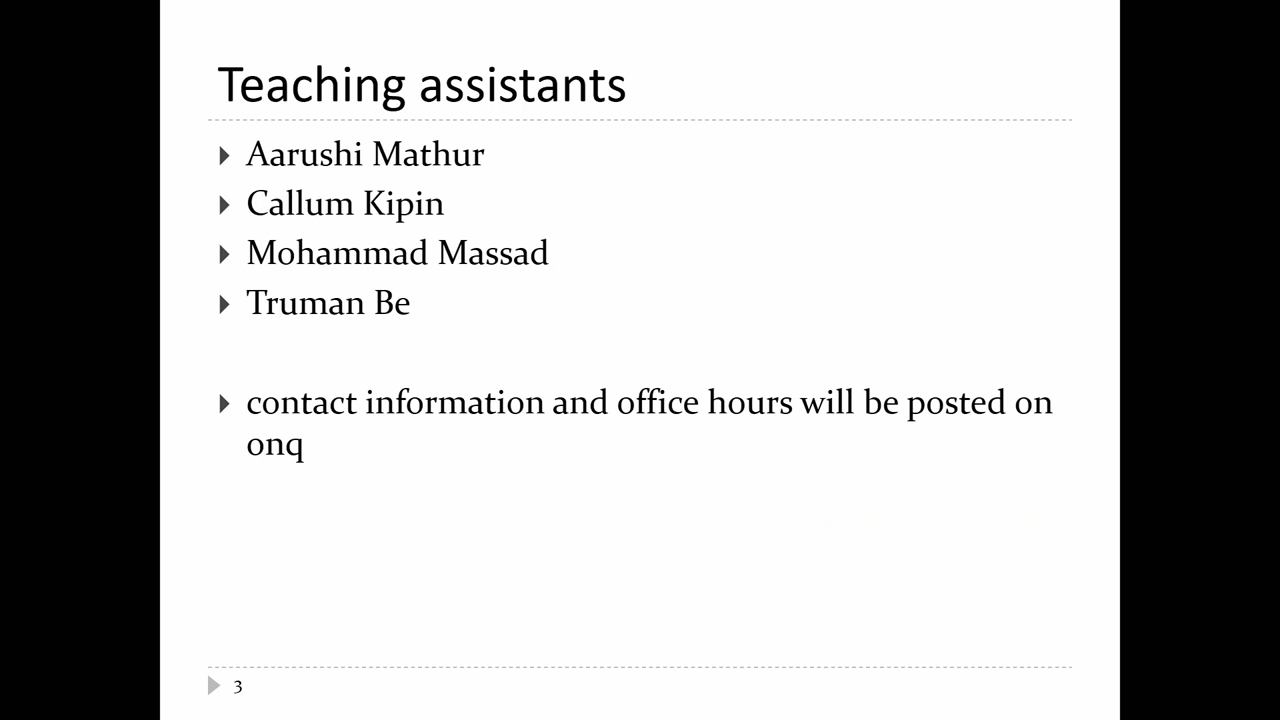 Teaching assistants
Aarushi Mathur
Callum Kipin
Mohammad Massad
Truman Be
contact information and office hours will be posted on
onq
3